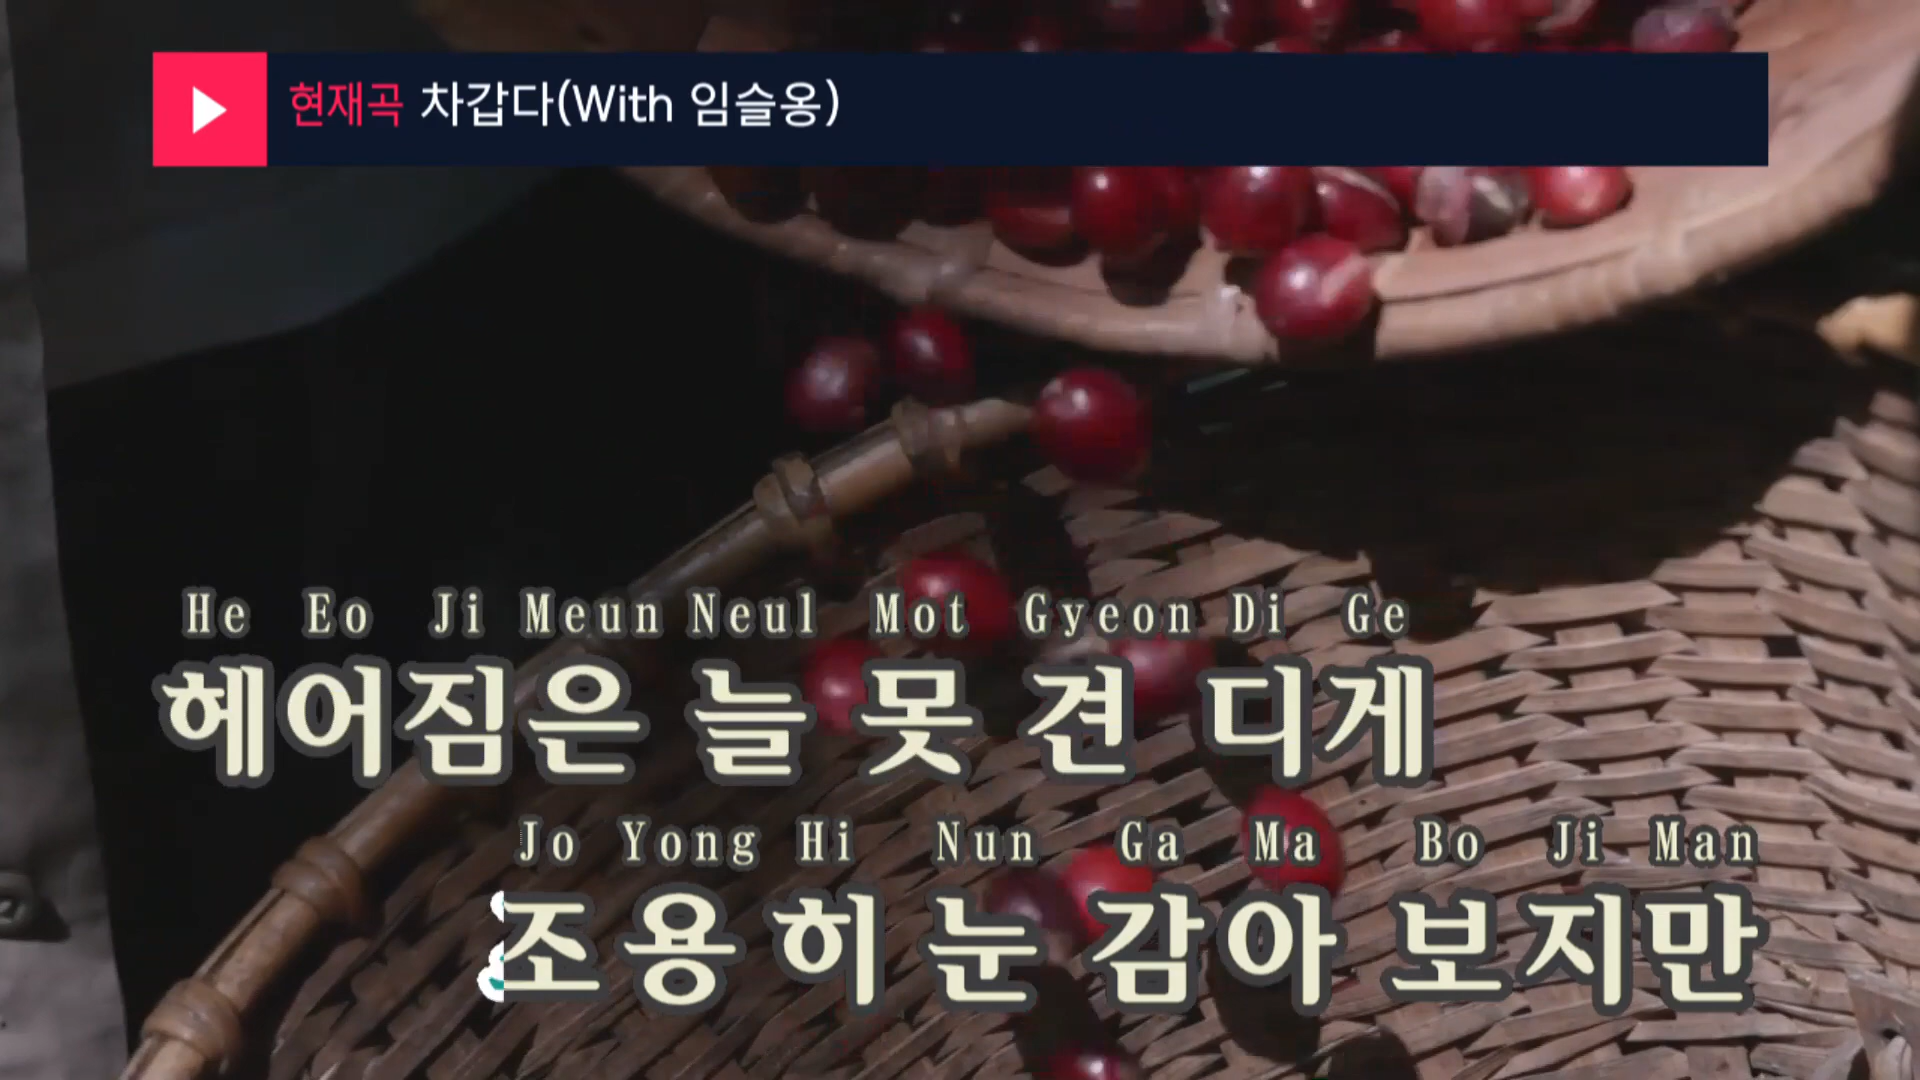 현재곡 차갑다(With 임슬옹)
He Eo Ji Meun Neul Mot Gyeon Di Ge
헤어짐은 늘 못 견 디게
Jo Yong Hi Nun Ga Ma Bo Ji Man
조용히 눈 감아 보지만